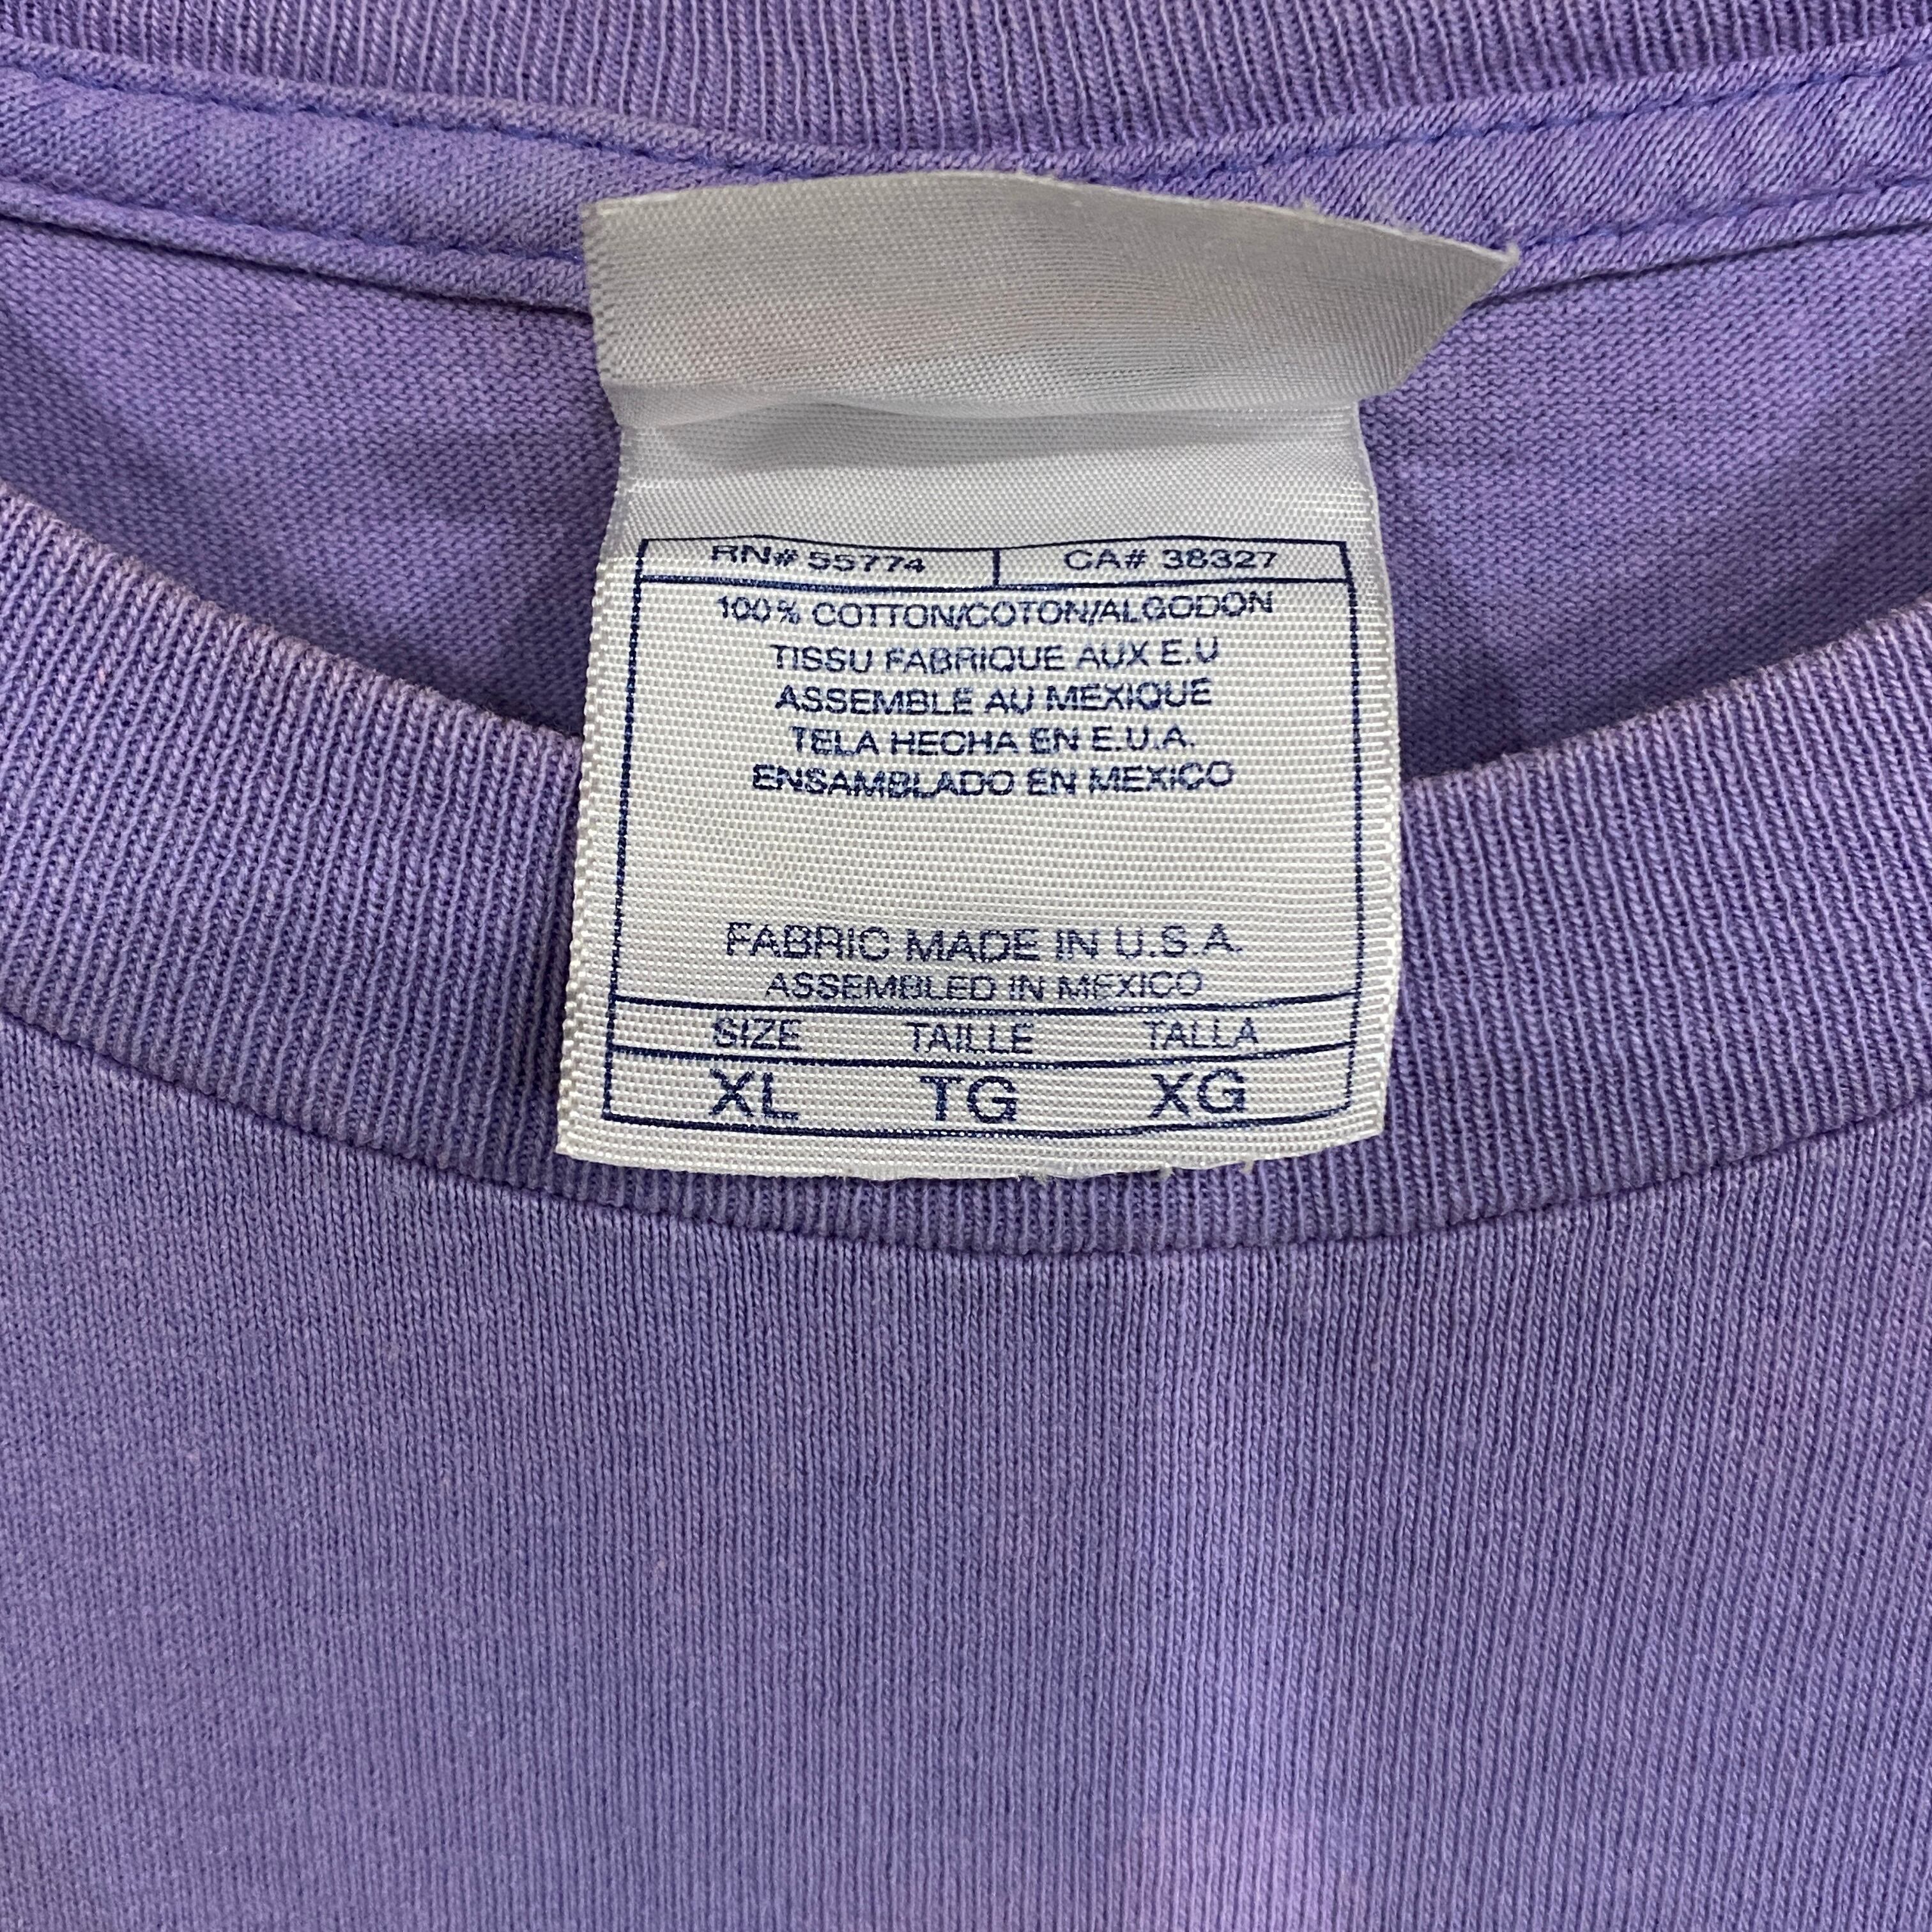 RN# 55774 CA# 38327
100% COTTON/COTON/ALGODON
TISSU FABRIQUE AUX E.U
ASSEMBLE AU MEXIQUE
TELA HECHA EN E.U.A.
ENSAMBLADO EN MEXICO
FABRIC MADE IN U.S.A.
ASSEMBLED IN MEXICO
SIZE TAILLE TALLA
XL TG XG